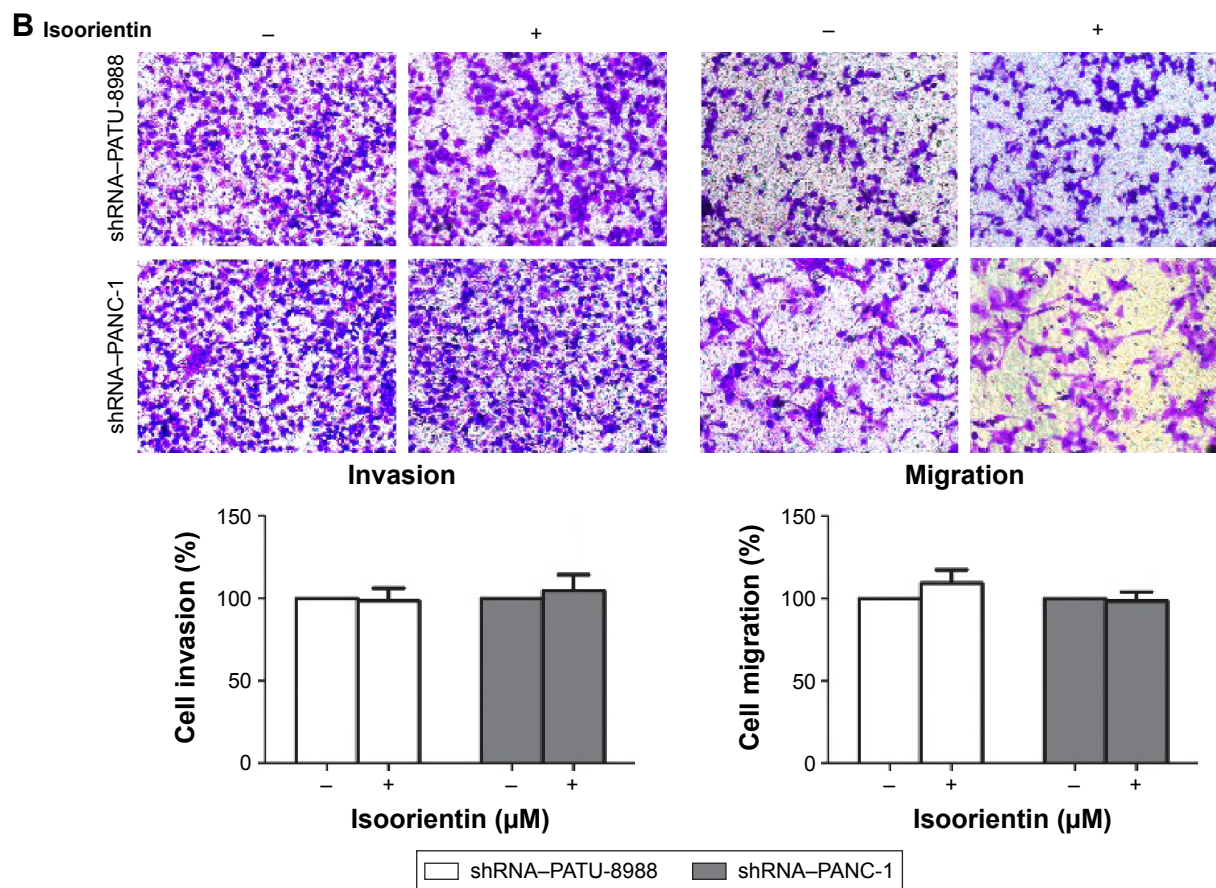 B Isoorientin – + – +
shRNA–PATU-8988
shRNA–PANC-1
Invasion Migration
Cell invasion (%)
150
100
50
0
– + – +
Isoorientin (μM)
Cell migration (%)
150
100
50
0
– + – +
Isoorientin (μM)
shRNA–PATU-8988 shRNA–PANC-1